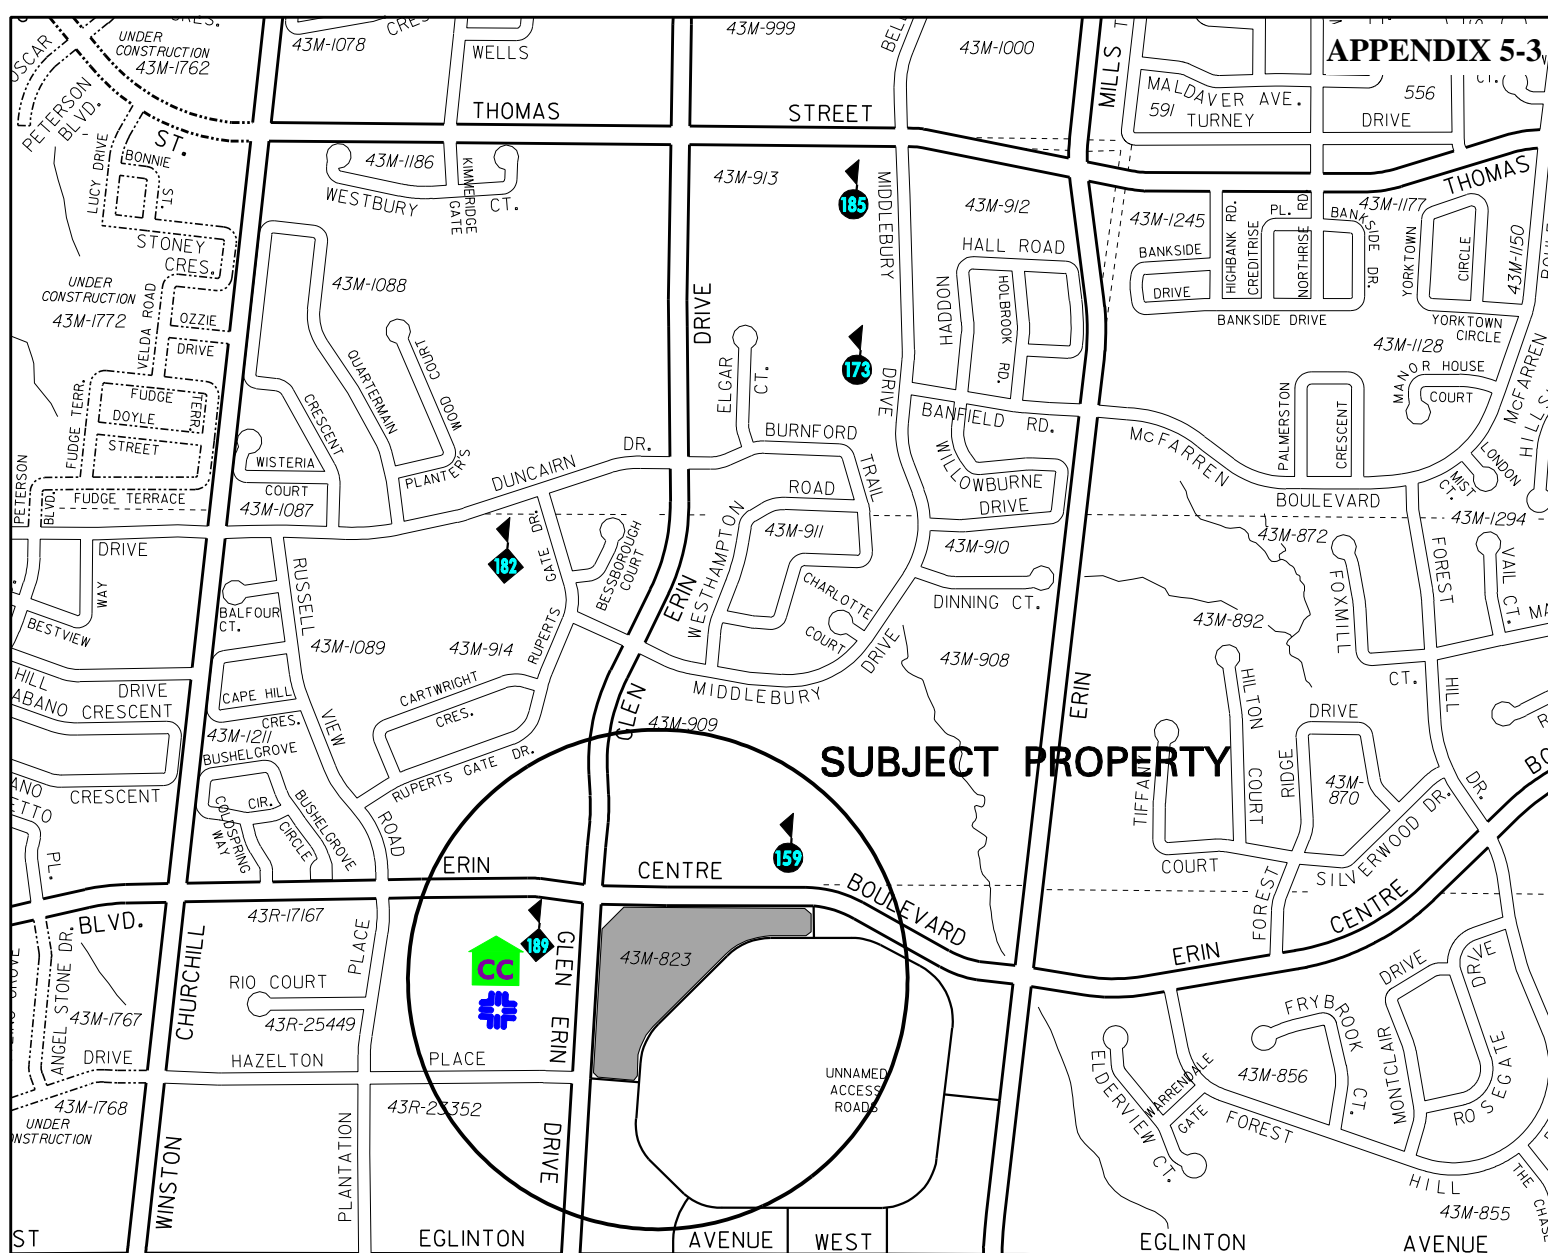 APPENDIX 5-3
UNDER
CONSTRUCTION
43M-1762
43M-1078
WELLS
43M-999
43M-1000
MILLS
MALDAVER AVE.
591
TURNEY
556
DRIVE
CT.
OSCAR
PETERSON
BLVD.
THOMAS
STREET
ST.
LUCY DRIVE
BONNIE
ST.
43M-1186
WESTBURY
CT.
KIMMERIDGE
GATE
43M-913
185
MIDDLEBURY
43M-912
HALL ROAD
43M-1245
HIGHBANK RD.
PL.
RD
BANKSIDE DR.
43M-1177
THOMAS
BANKSIDE
DRIVE
CREDITRISE
NORTHRISE
YORKTOWN
CIRCLE
43M-1150
STONEY
CRES.
UNDER
CONSTRUCTION
43M-1772
VELDA ROAD
OZZIE
DRIVE
43M-1088
DRIVE
HADDON
HOLBROOK
RD.
BANKSIDE DRIVE
YORKTOWN
CIRCLE
43M-1128
MANOR HOUSE
COURT
McFARREN
FUDGE TERR.
FUDGE
TERR.
DOYLE
STREET
FUDGE TERRACE
PETERSON
BLVD.
QUARTERMAIN
CRESCENT
WOOD COURT
PLANTER'S
WISTERIA
COURT
43M-1087
ELGAR
CT.
173
DRIVE
BANFIELD RD.
McFARREN
BOULEVARD
PALMERSTON
CRESCENT
LONDON
MIST
CT.
43M-1294
DUNCAIRN
DR.
BURNFORD
TRAIL
ROAD
WILLOWBURNE
DRIVE
43M-911
43M-910
WESTHAMPTON
CHARLOTTE
COURT
DINNING CT.
43M-872
FOREST
FOXMILL
CT.
VAIL CT.
DRIVE
WAY
BESTVIEW
RUSSELL
BALFOUR
CT.
182
GATE DR.
BESSBOROUGH
COURT
RUPERTS
ERIN
DRIVE
MIDDLEBURY
43M-1089
43M-914
43M-908
43M-892
HILL
DRIVE
CRESCENT
CAPE HILL
CRES.
43M-1211
VIEW
CARTWRIGHT
CRES.
RUPERTS GATE DR.
GLEN
43M-909
ERIN
SUBJECT PROPERTY
HILTON
COURT
TIFFANY
COURT
RIDGE
DRIVE
43M-
870
HILL
DR.
SILVERWOOD DR.
CRESCENT
PL.
BUSHELGROVE
CIR.
COLDSPRING
WAY
BUSHELGROVE
CIRCLE
ROAD
ERIN
CENTRE
159
BOULEVARD
FOREST
ERIN
CENTRE
BLVD.
43R-17167
189
CC
43M-823
CHURCHILL
PLACE
RIO COURT
43R-25449
HAZELTON
PLACE
GLEN ERIN
ANGEL STONE DR.
43M-1767
DRIVE
43M-1768
UNDER
43R-23352
UNNAMED
ACCESS
ROADS
ELDERVIEW CT.
WARRENDALE
GATE
FOREST
HILL
43M-856
FRYBROOK
CT.
MONTCLAIR
DRIVE
DRIVE
ROSEGATE
WINSTON
PLANTATION
DRIVE
ST
EGLINTON
AVENUE
WEST
EGLINTON
AVENUE
43M-855